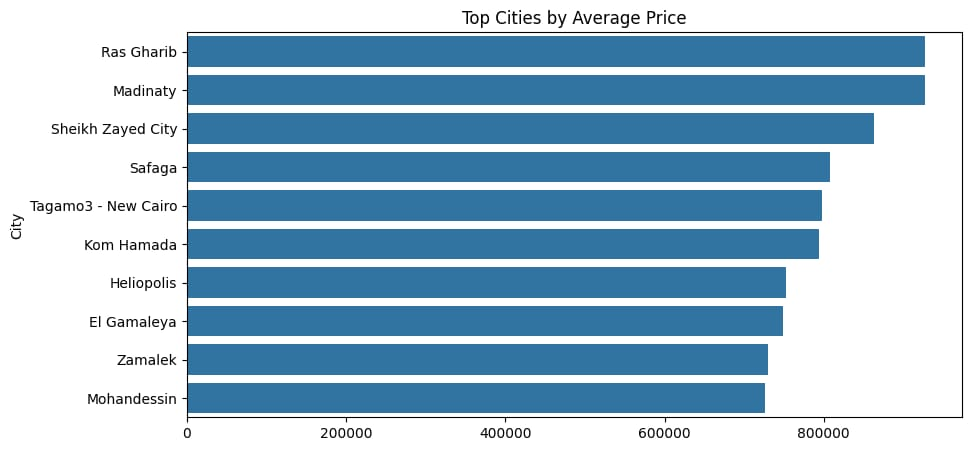 Top Cities by Average Price
City
Ras Gharib
Madinaty
Sheikh Zayed City
Safaga
Tagamo3 - New Cairo
Kom Hamada
Heliopolis
El Gamaleya
Zamalek
Mohandessin
0 200000 400000 600000 800000